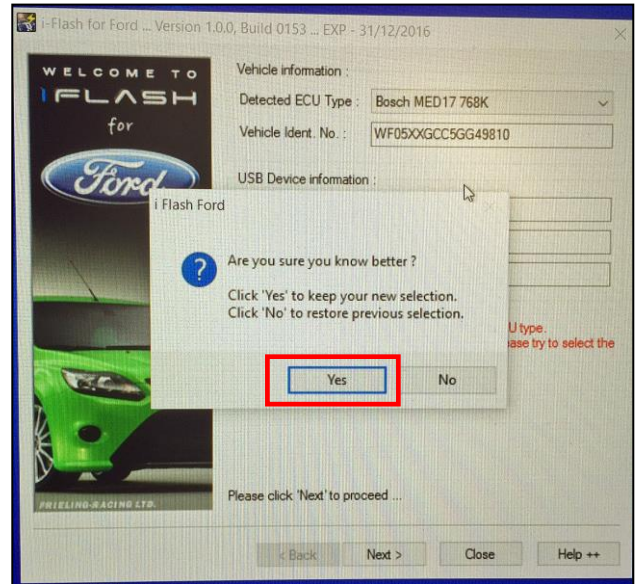 i-Flash for Ford ... Version 1.0.0, Build 0153 ... EXP - 31/12/2016
WELCOME TO
iFLASH
for
Ford
Vehicle information :
Detected ECU Type : Bosch MED17 768K
Vehicle Ident. No. : WF05XXGCC5GG49810
USB Device information :
i Flash Ford
Are you sure you know better ?
Click 'Yes' to keep your new selection.
Click 'No' to restore previous selection.
Yes No
U type.
ase try to select the
PRIELING-RACING LTD.
Please click 'Next' to proceed ...
< Back Next > Close Help ++